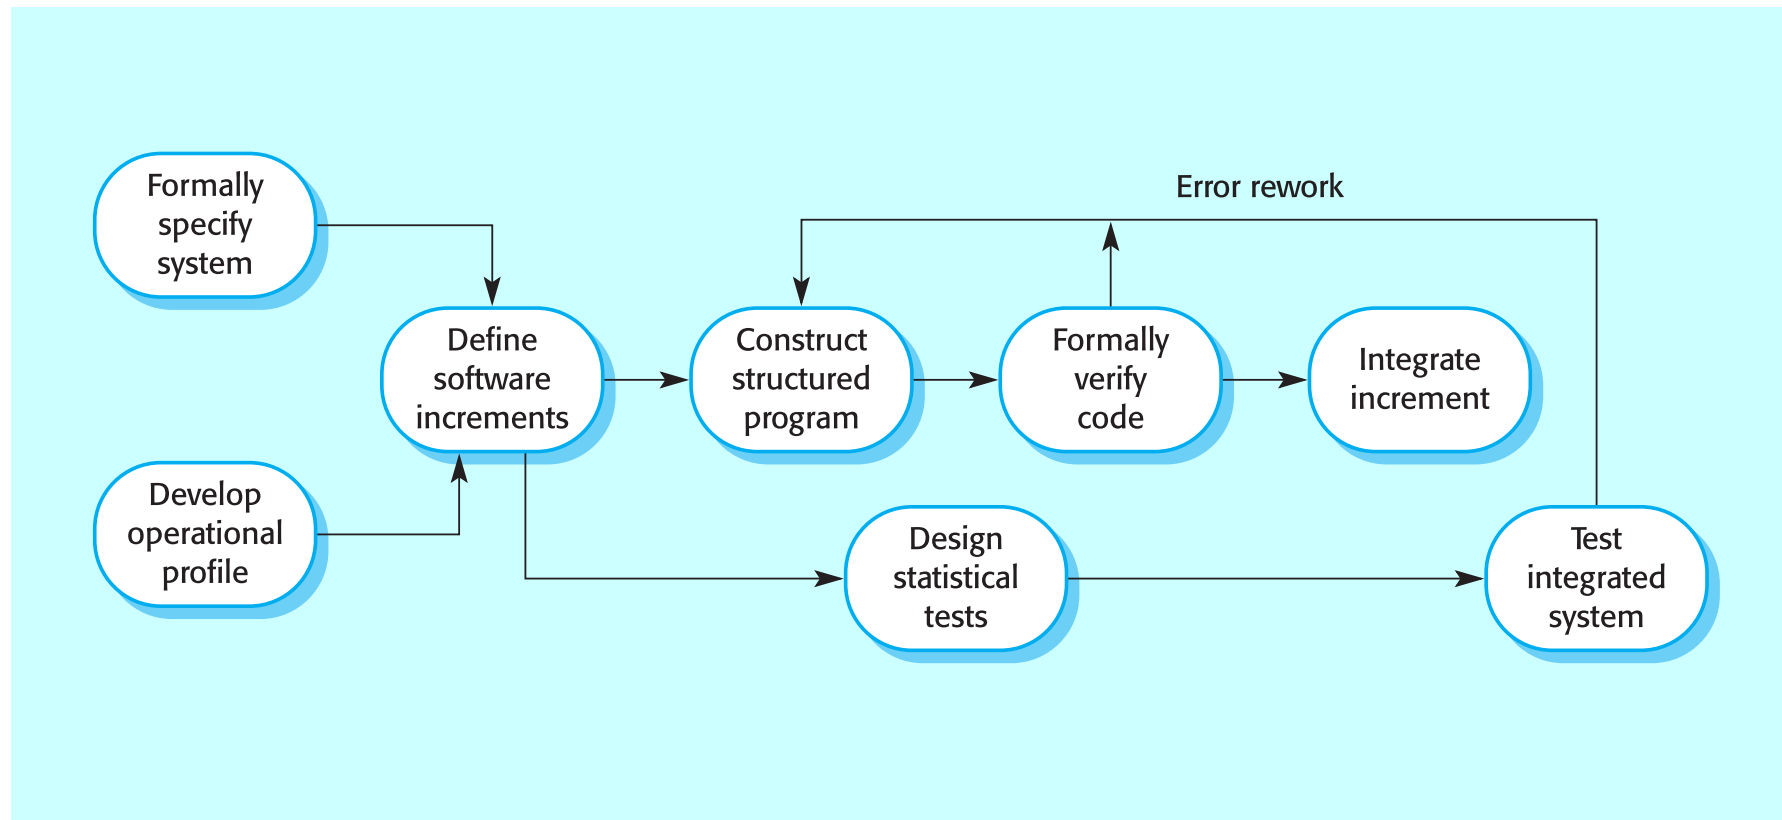 Formally
specify
system
Develop
operational
profile
Define
software
increments
Error rework
Construct
structured
program
Formally
verify
code
Integrate
increment
Design
statistical
tests
Test
integrated
system